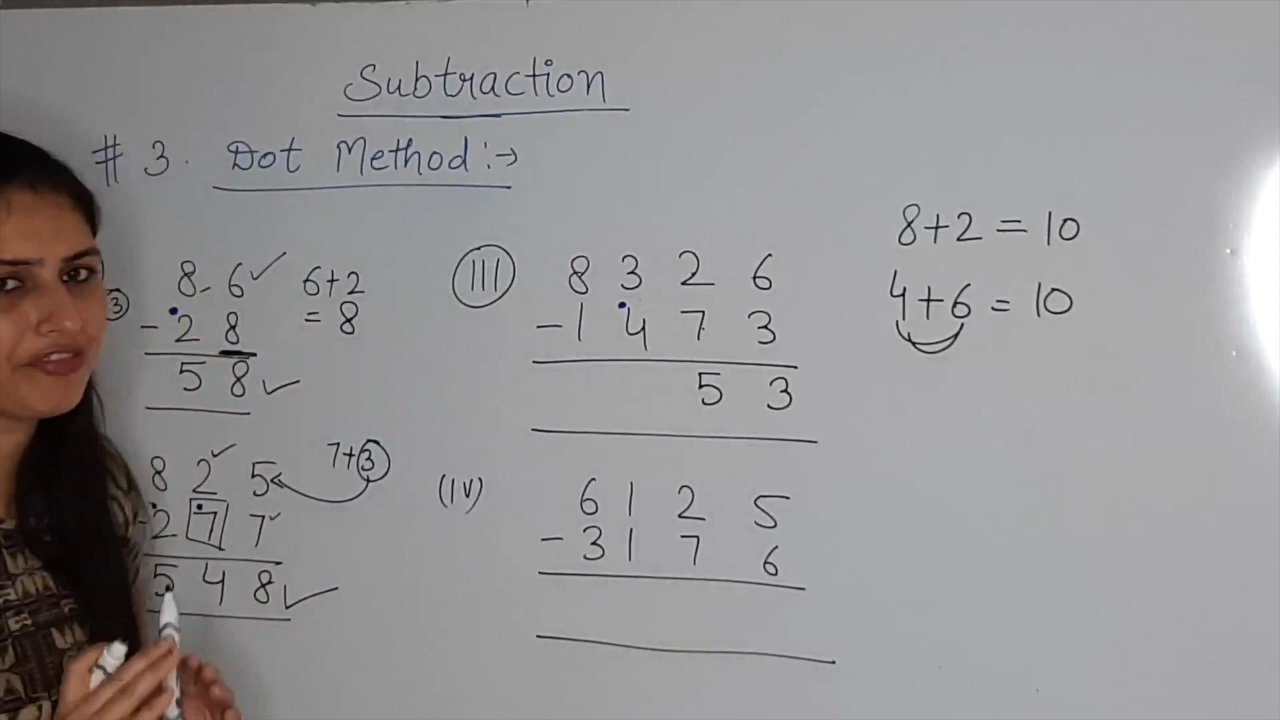 Subtraction
# 3. Dot Method :→
3
8 6 ✓ 6+2
= 8
- 2 8
5 8 ✓
8 2 ✓ 5 7+3
- 2 7 7 ✓
5 4 8 ✓
III
8 3 2 6
- 1 4 7 3
5 3
(IV)
6 1 2 5
- 3 1 7 6
8+2 = 10
4+6 = 10